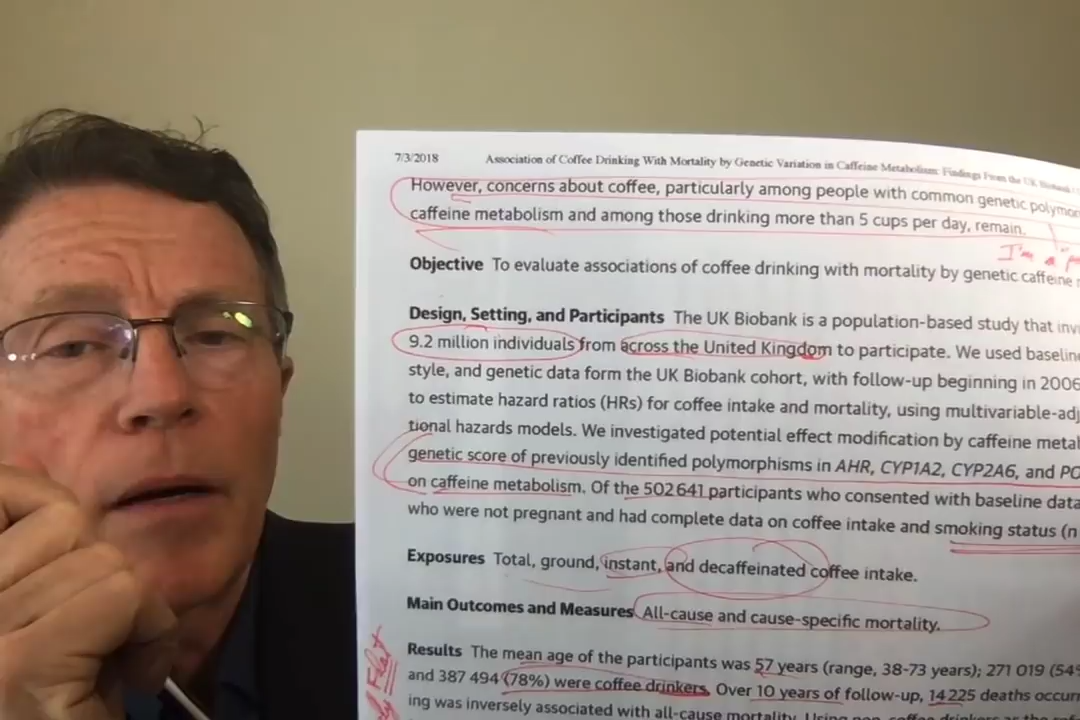 7/3/2018 Association of Coffee Drinking With Mortality by Genetic Variation in Caffeine Metabolism: Findings From the UK
However, concerns about coffee, particularly among people with common genetic
caffeine metabolism and among those drinking more than 5 cups per day, remain.
I'm a
Objective To evaluate associations of coffee drinking with mortality by genetic caffeine
Design, Setting, and Participants The UK Biobank is a population-based study that
9.2 million individuals from across the United Kingdom to participate. We used
style, and genetic data form the UK Biobank cohort, with follow-up beginning in 2006
to estimate hazard ratios (HRs) for coffee intake and mortality, using
tional hazards models. We investigated potential effect modification by caffeine
genetic score of previously identified polymorphisms in AHR, CYP1A2, CYP2A6, and
on caffeine metabolism. Of the 502 641 participants who consented with baseline data
who were not pregnant and had complete data on coffee intake and smoking status (n
Exposures Total, ground, instant, and decaffeinated coffee intake.
Main Outcomes and Measures All-cause and cause-specific mortality.
Results The mean age of the participants was 57 years (range, 38-73 years); 271 019
and 387 494 (78%) were coffee drinkers. Over 10 years of follow-up, 14 225 deaths
ing was inversely associated with all-cause mortality. Using